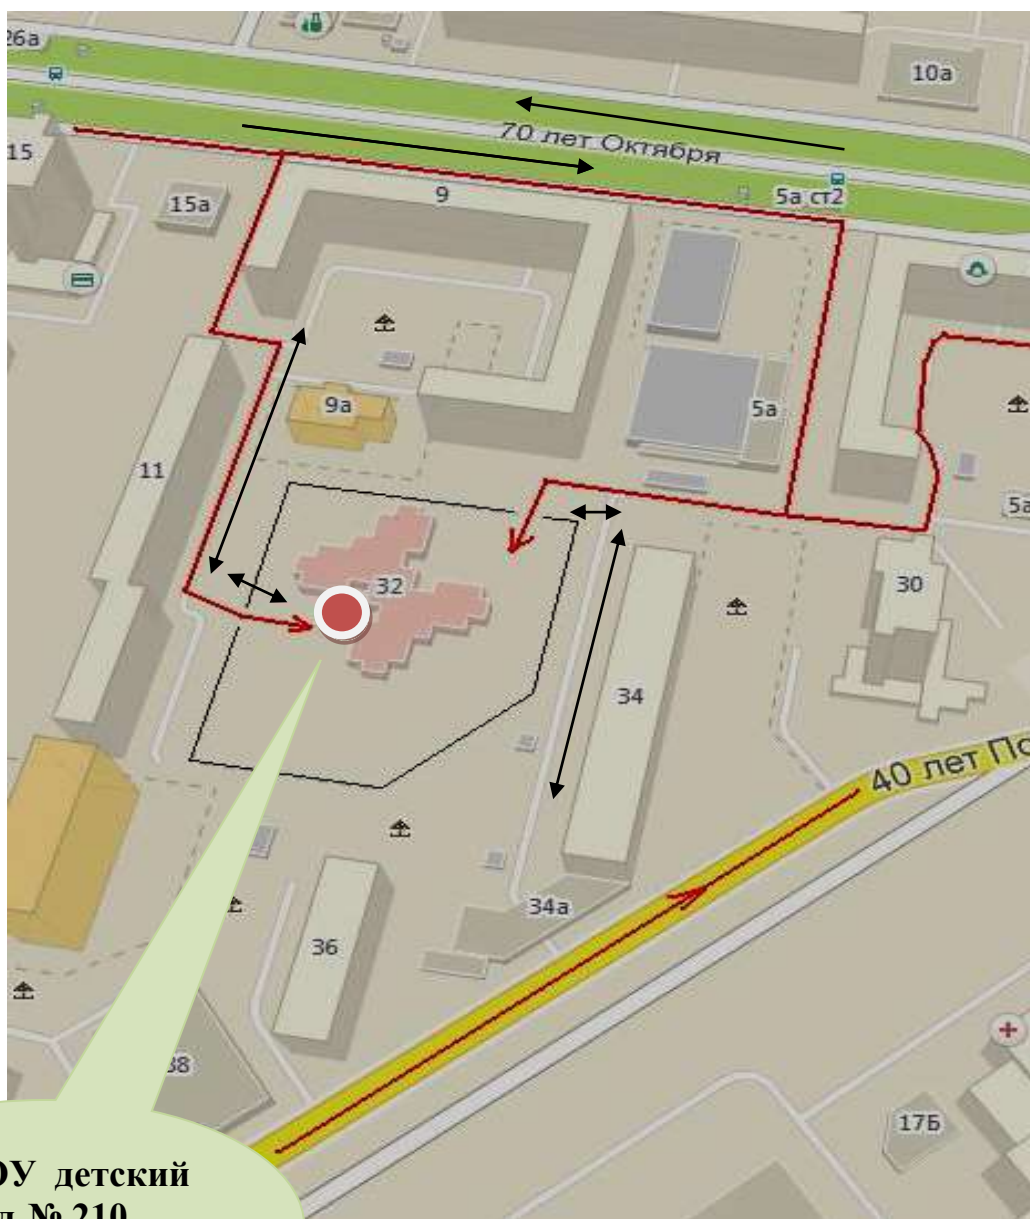 26а
10а
70 лет Октября
15
15а
9
5а ст2
9а
5а
11
5а
32
30
34
40 лет По
34а
36
38
17Б
ОУ детский
№ 210